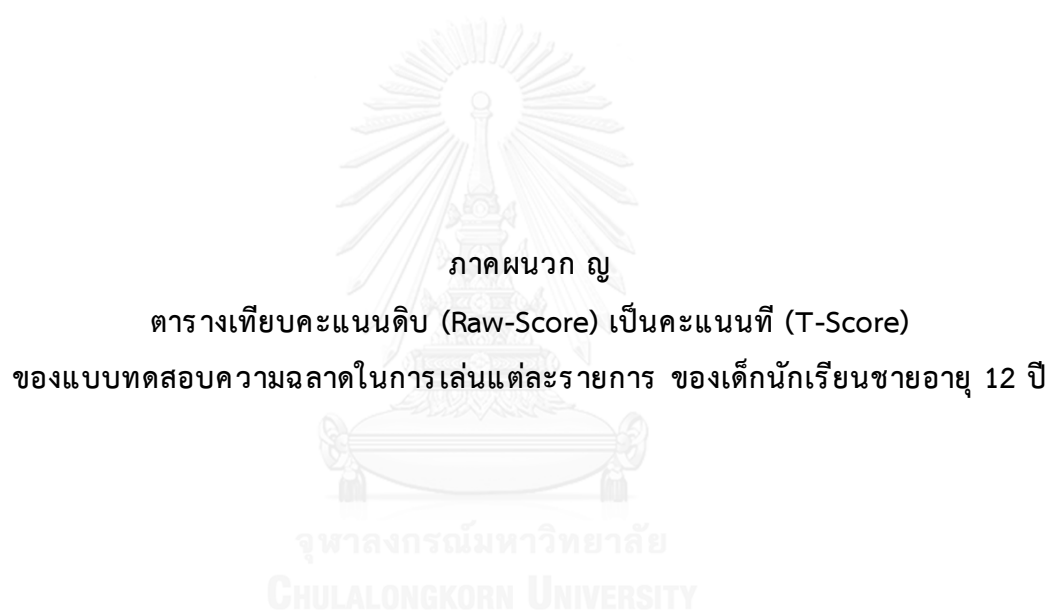 ภาคผนวก ญ
ตารางเทียบคะแนนดิบ (Raw-Score) เป็นคะแนนที (T-Score)
ของแบบทดสอบความฉลาดในการเล่นแต่ละรายการ ของเด็กนักเรียนชายอายุ 12 ปี
จุฬาลงกรณ์มหาวิทยาลัย
CHULALONGKORN UNIVERSITY